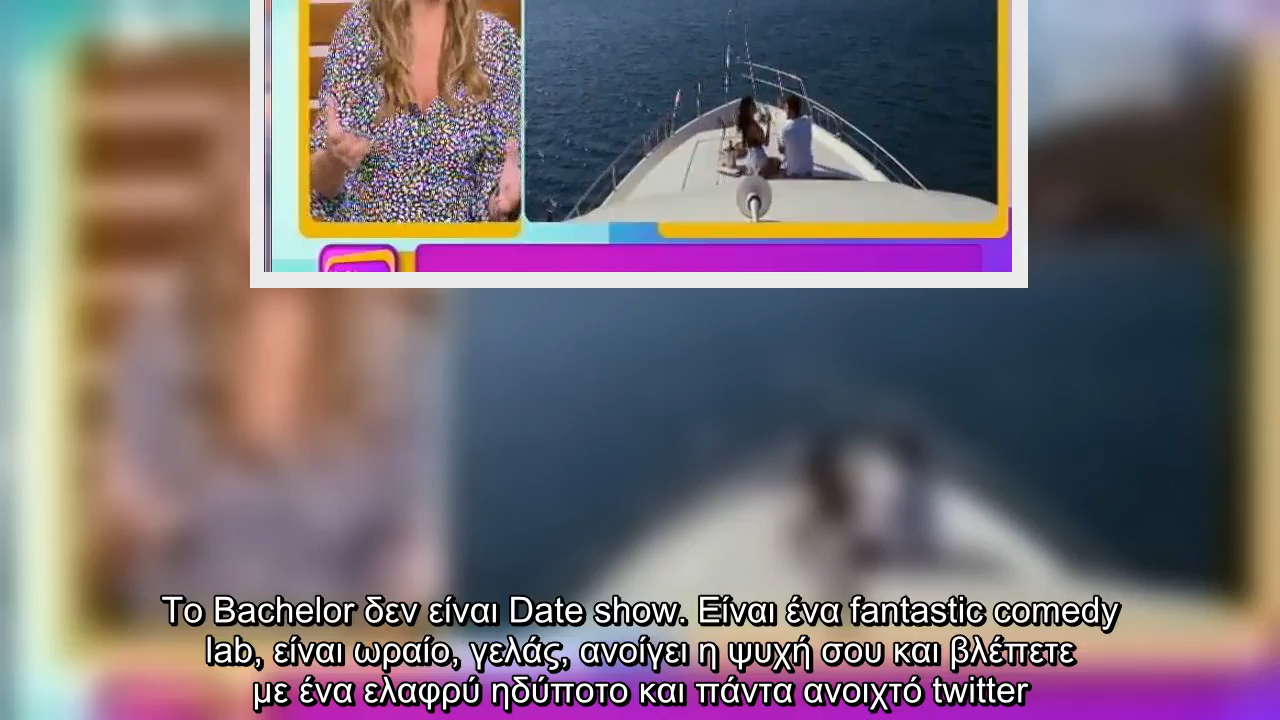 Το Bachelor δεν είναι Date show. Είναι ένα fantastic comedy
lab, είναι ωραίο, γελάς, ανοίγει η ψυχή σου και βλέπετε
με ένα ελαφρύ ηδύποτο και πάντα ανοιχτό twitter